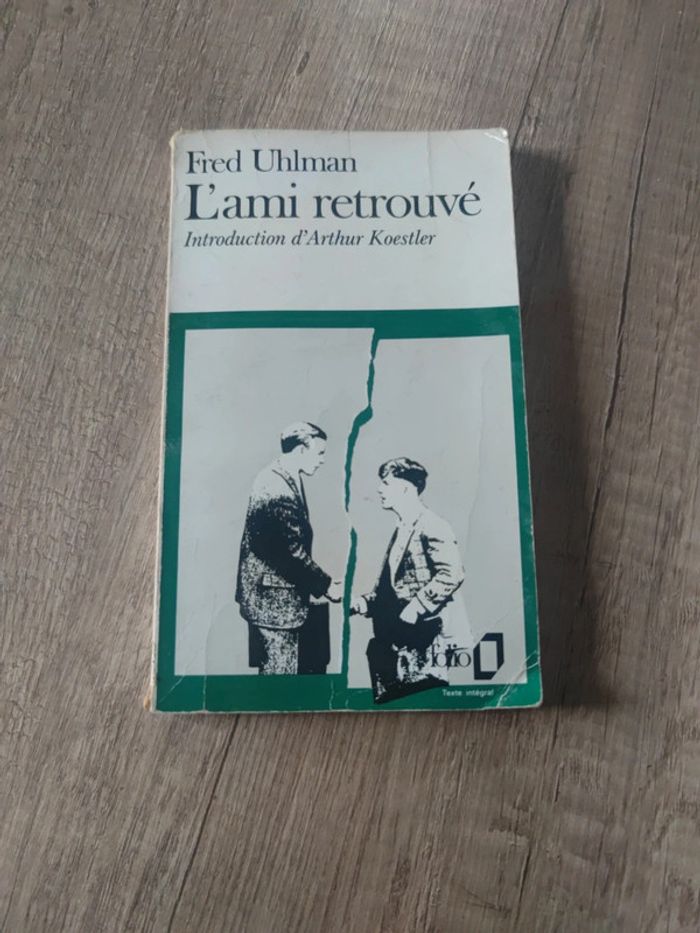 Fred Uhlman
L'ami retrouvé
Introduction d'Arthur Koestler
folio
Texte intégral